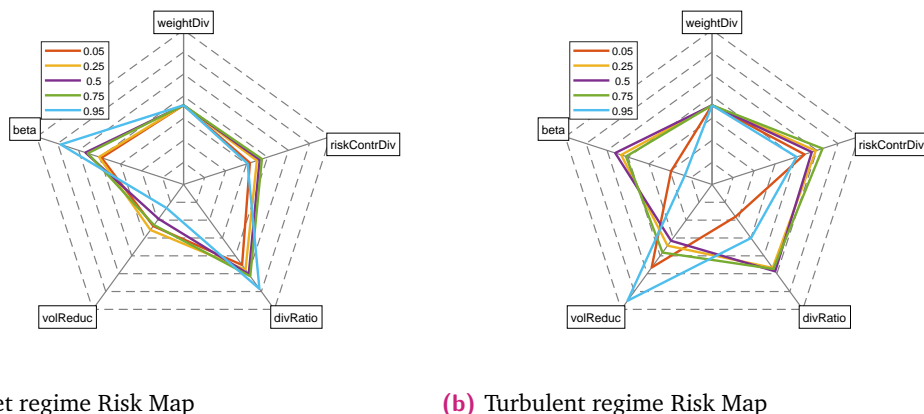 weightDiv
0.05
0.25
0.5
0.75
0.95
beta
riskContrDiv
volReduc
divRatio
weightDiv
0.05
0.25
0.5
0.75
0.95
beta
riskContrDiv
volReduc
divRatio
regime Risk Map
(b) Turbulent regime Risk Map